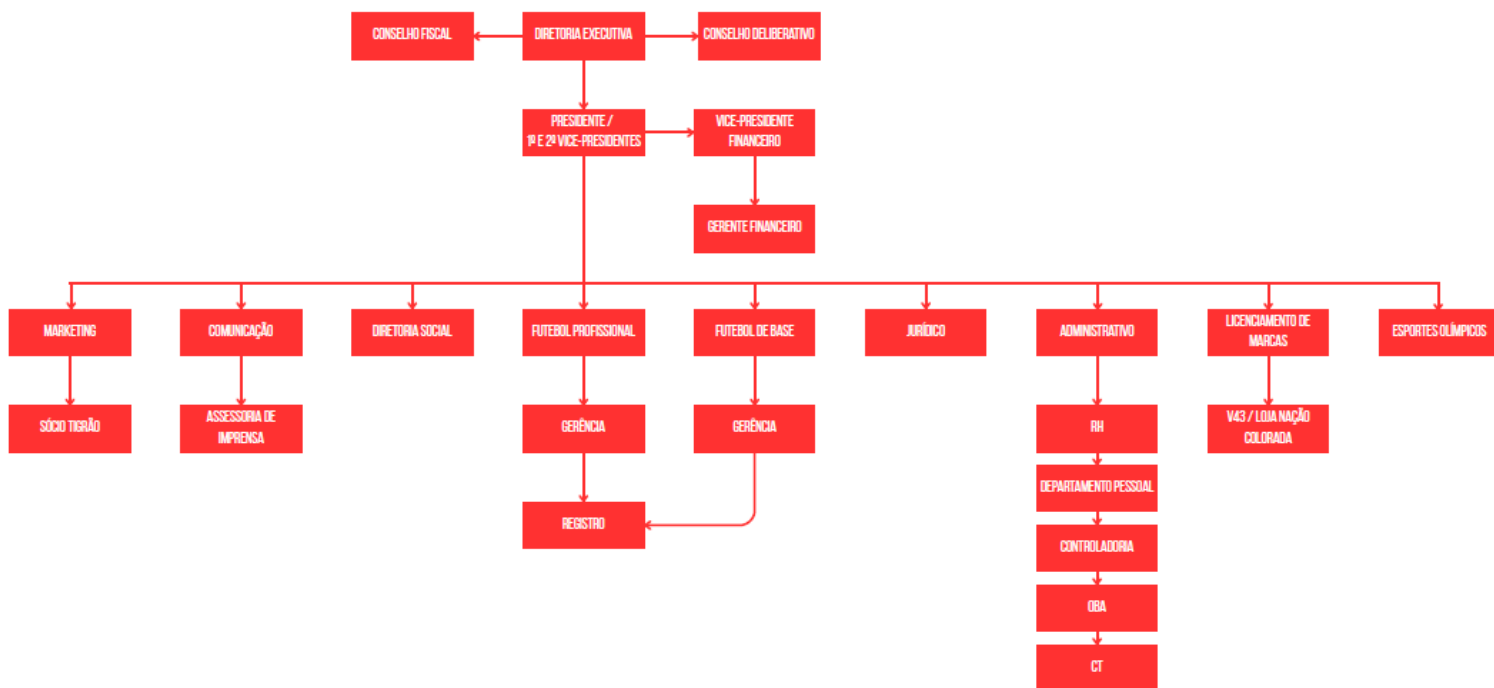 CONSELHO FISCAL
DIRETORIA EXECUTIVA
CONSELHO DELIBERATIVO
PRESIDENTE /
1º E 2º VICE-PRESIDENTES
VICE-PRESIDENTE
FINANCEIRO
GERENTE FINANCEIRO
MARKETING
COMUNICAÇÃO
DIRETORIA SOCIAL
FUTEBOL PROFISSIONAL
FUTEBOL DE BASE
JURÍDICO
ADMINISTRATIVO
LICENCIAMENTO DE
MARCAS
ESPORTES OLÍMPICOS
SÓCIO TIGRÃO
ASSESSORIA DE
IMPRENSA
GERÊNCIA
GERÊNCIA
RH
V43 / LOJA NAÇÃO
COLORADA
DEPARTAMENTO PESSOAL
REGISTRO
CONTROLADORIA
OBA
CT